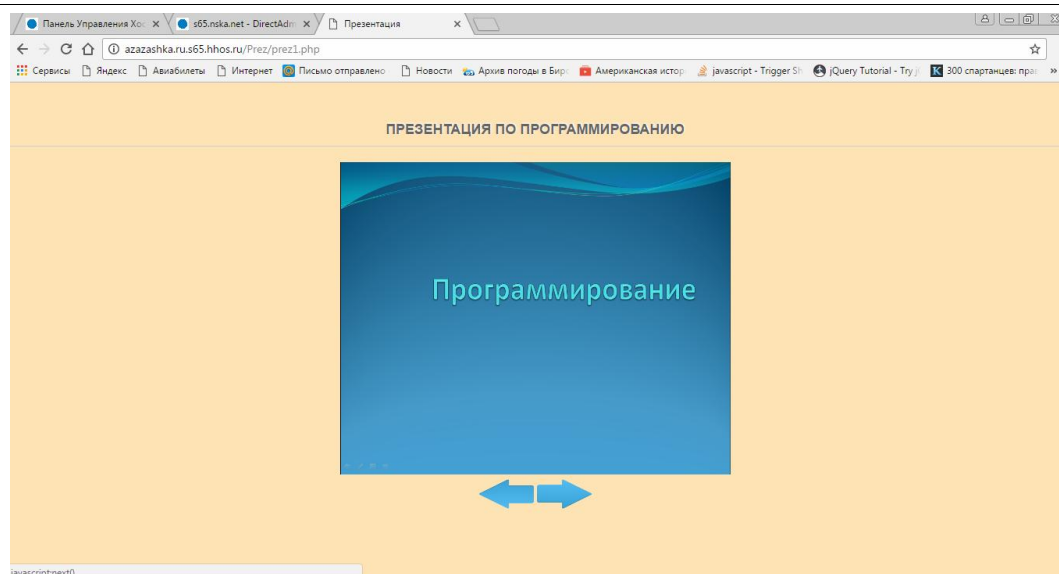 Панель Управления Хос
s65.nska.net - DirectAdm
Презентация
azazashka.ru.s65.hhos.ru/Prez/prez1.php
Сервисы Яндекс Авиабилеты Интернет Письмо отправлено Новости Архив погоды в Бир Американская истор javascript - Trigger Sh jQuery Tutorial - Try j 300 спартанцев: прав »
ПРЕЗЕНТАЦИЯ ПО ПРОГРАММИРОВАНИЮ
Программирование
javascript:next()